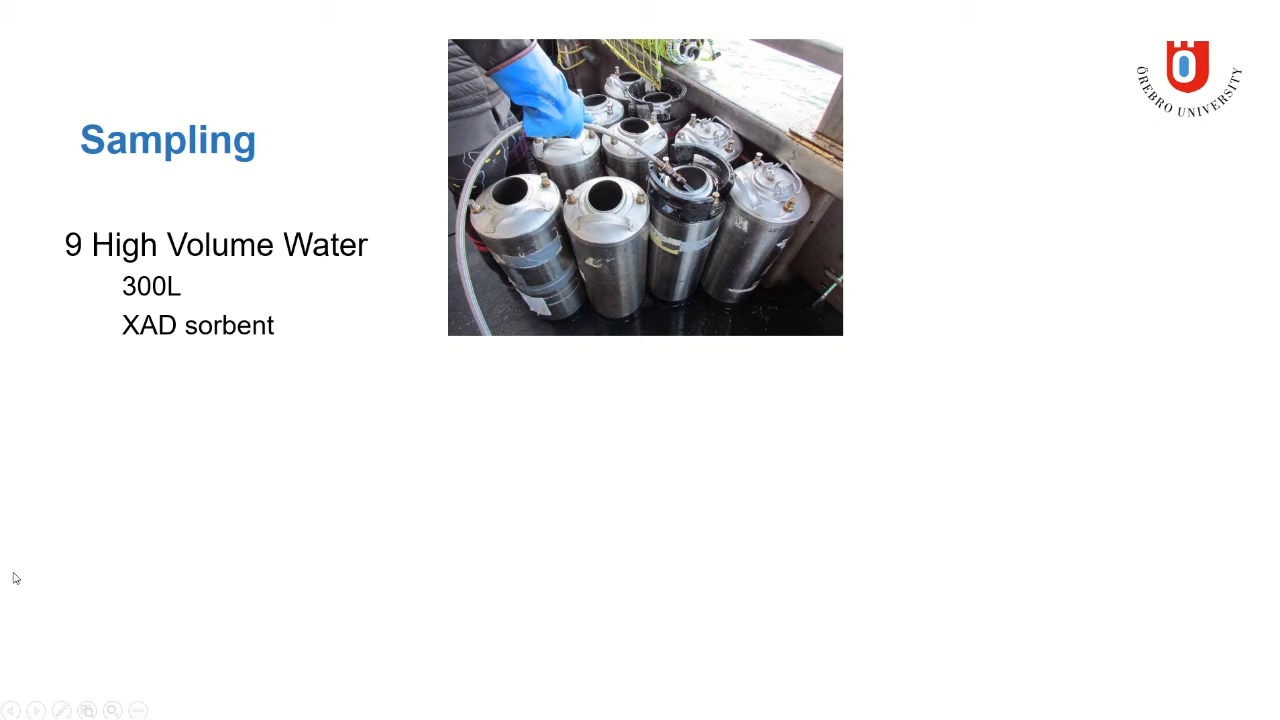 Sampling
9 High Volume Water
300L
XAD sorbent
Ö
ÖREBRO UNIVERSITY